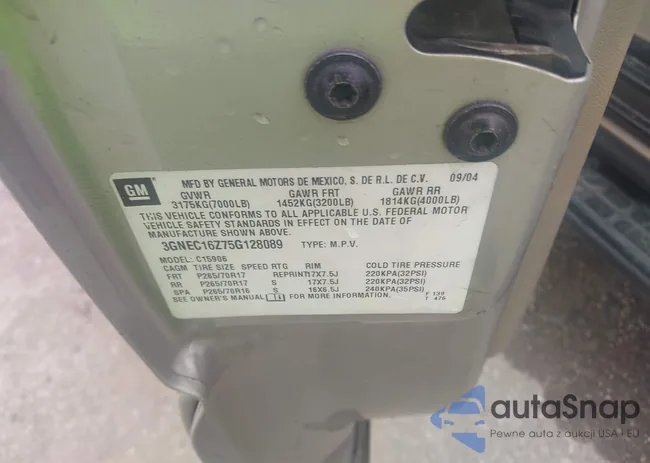 GM
MFD BY GENERAL MOTORS DE MEXICO, S. DE R.L. DE C.V. 09/04
GVWR GAWR FRT GAWR RR
3175KG(7000LB) 1452KG(3200LB) 1814KG(4000LB)
THIS VEHICLE CONFORMS TO ALL APPLICABLE U.S. FEDERAL MOTOR
VEHICLE SAFETY STANDARDS IN EFFECT ON THE DATE OF
MANUFACTURE SHOWN ABOVE.
3GNEC16Z75G128089 TYPE: M.P.V.
MODEL: C15906
CAGM TIRE SIZE SPEED RTG RIM COLD TIRE PRESSURE
FRT P265/70R17 REPRINT17X7.5J 220KPA(32PSI)
RR P265/70R17 S 17X7.5J 220KPA(32PSI)
SPA P265/70R16 S 16X6.5J 240KPA(35PSI)
SEE OWNER'S MANUAL FOR MORE INFORMATION
F 139
T 476
autaSnap
Pewne auta z aukcji USA i EU